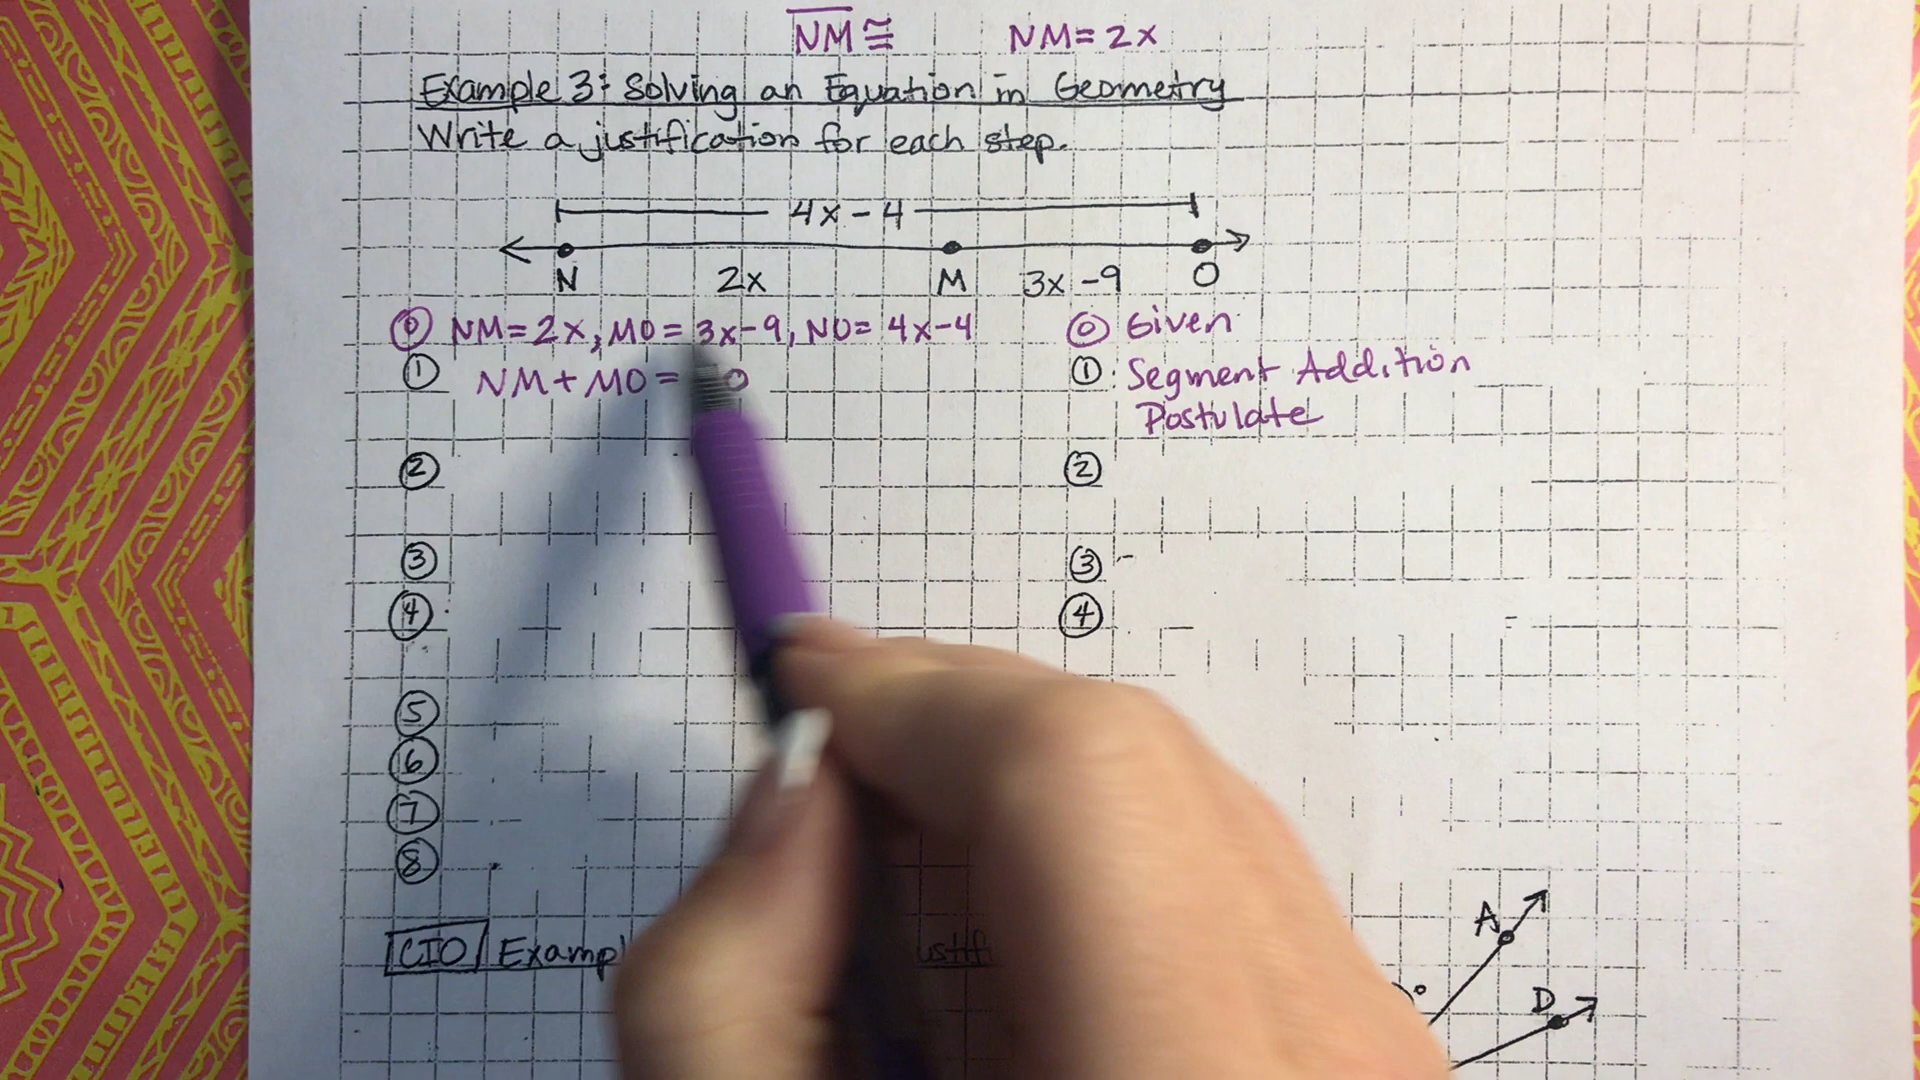 NM ≅ NM = 2x
Example 3: Solving an Equation in Geometry
Write a justification for each step.
4x - 4
N 2x M 3x - 9 O
⓪ NM = 2x, MO = 3x - 9, NO = 4x - 4 ⓪ Given
① NM + MO = O ① Segment Addition
Postulate
② ②
③ ③
④ ④
⑤
⑥
⑦
⑧
A
CIO Exampl ustifi
D